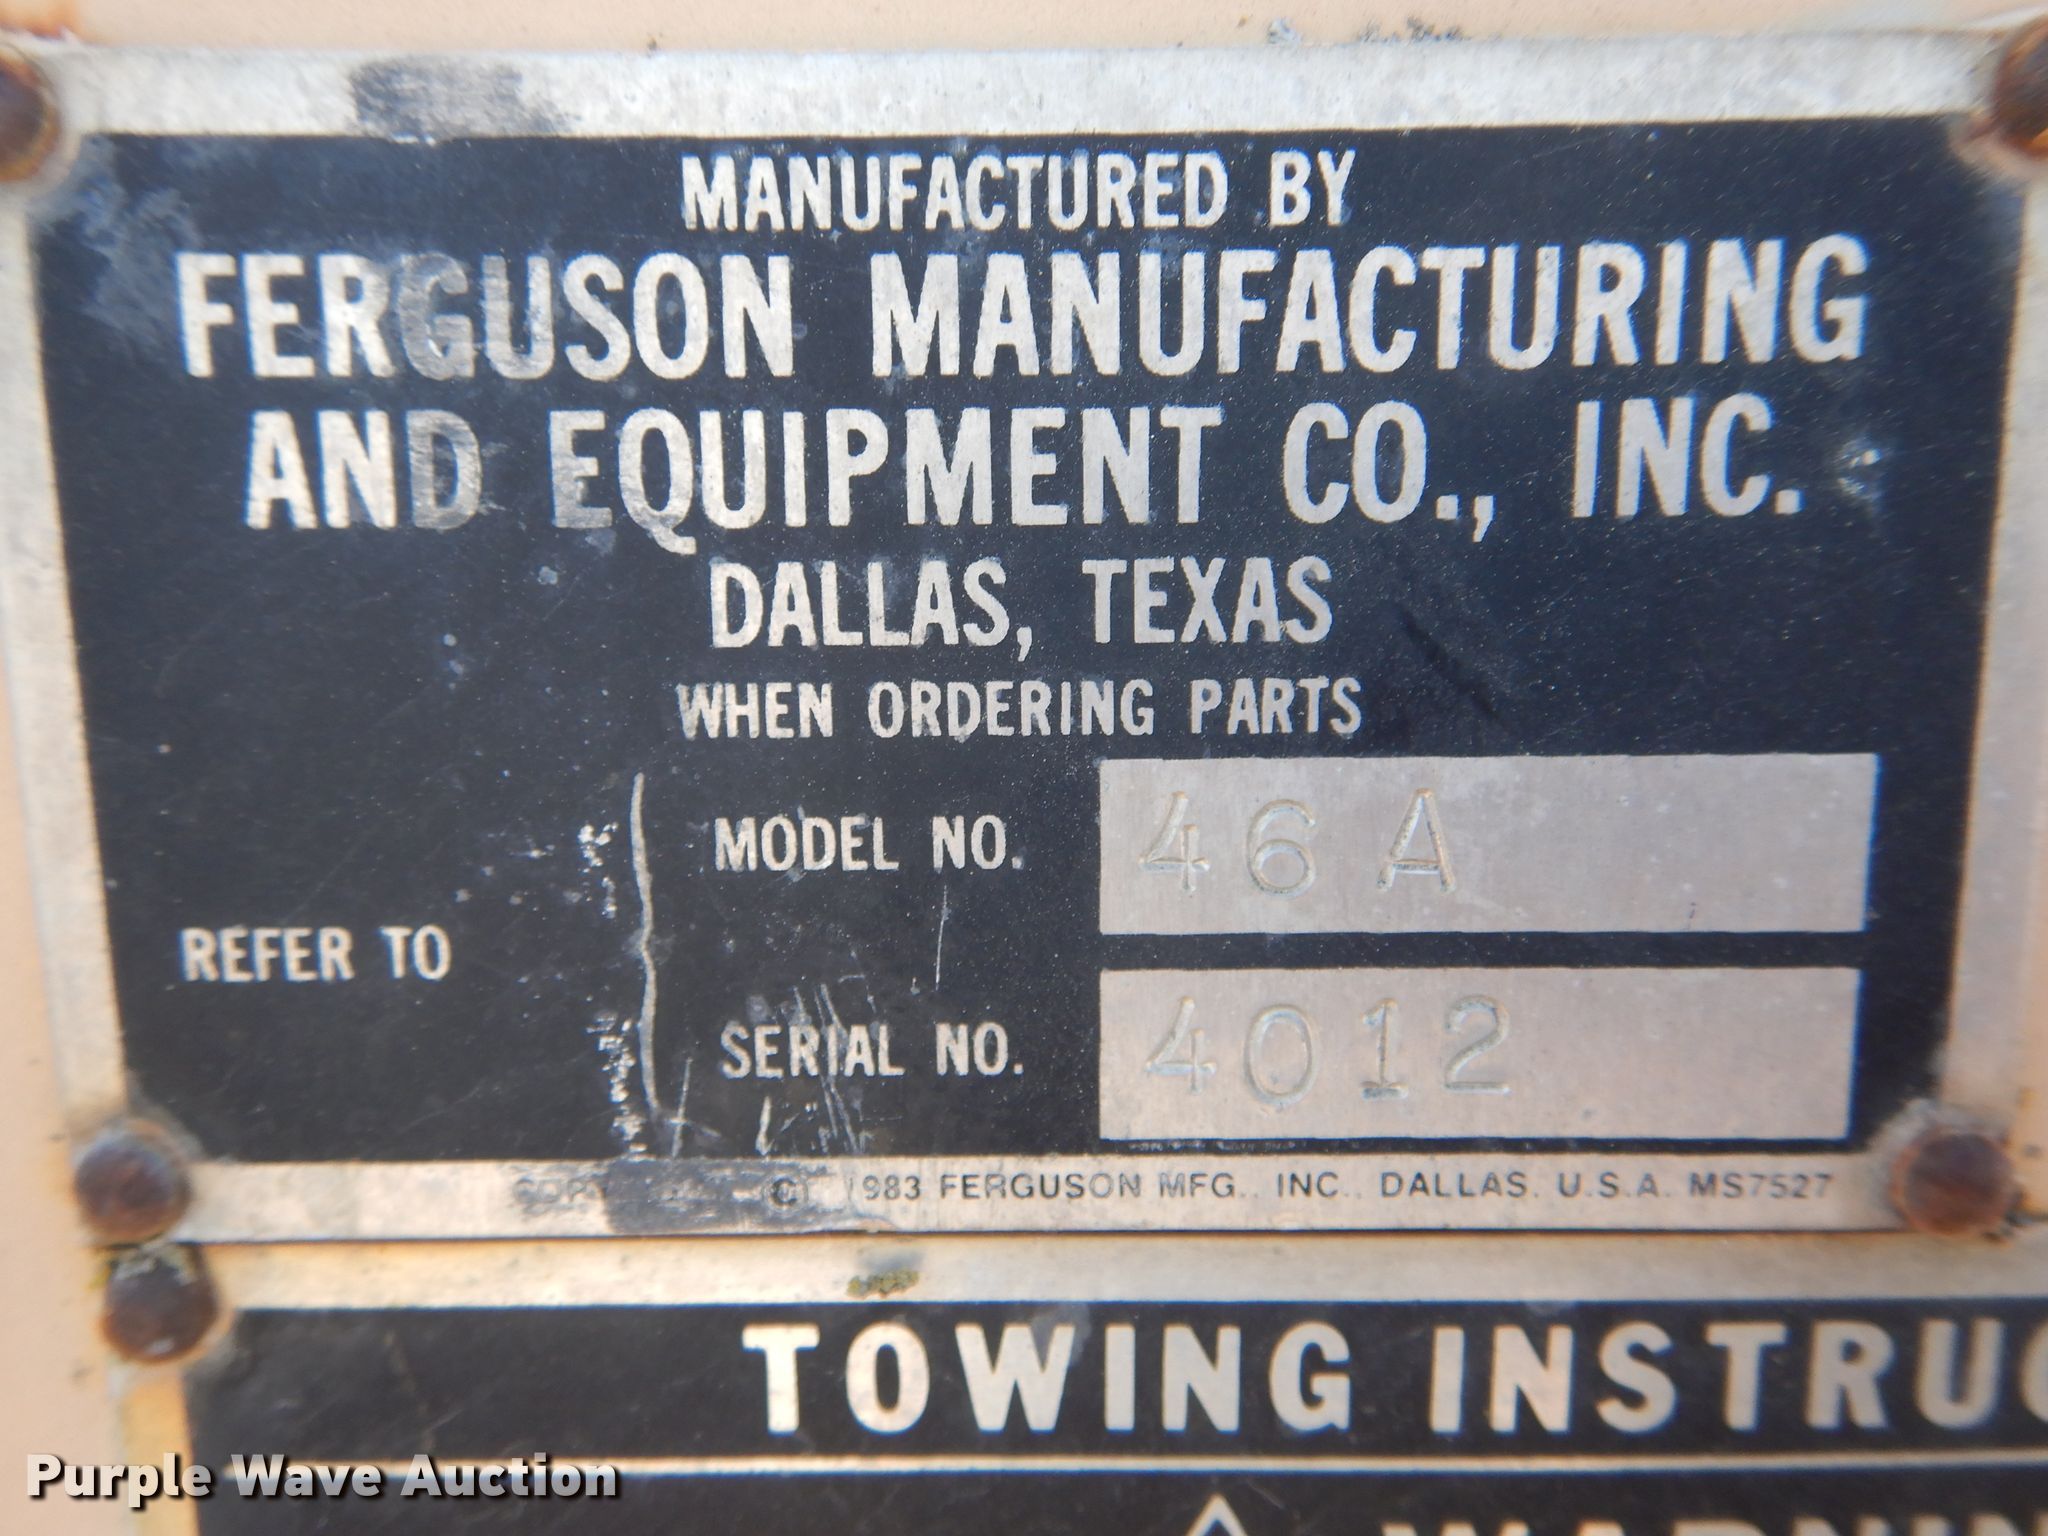 MANUFACTURED BY
FERGUSON MANUFACTURING
AND EQUIPMENT CO., INC.
DALLAS, TEXAS
WHEN ORDERING PARTS
MODEL NO. 46A
REFER TO
SERIAL NO. 4012
© 1983 FERGUSON MFG., INC., DALLAS, U.S.A. MS7527
TOWING INSTRUC
Purple Wave Auction